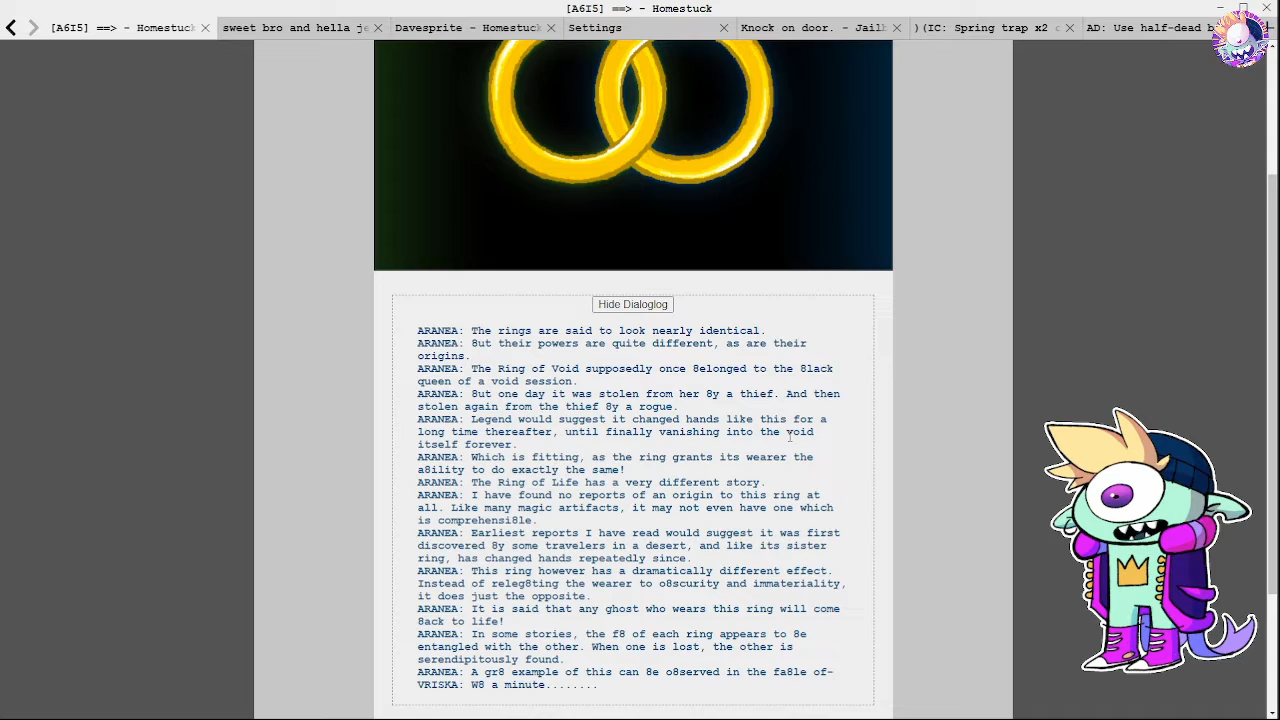 [A6I5] ==> - Homestuck
[A6I5] ==> - Homestuck
sweet bro and hella je
Davesprite - Homestuck
Settings
Knock on door. - Jail
)(IC: Spring trap x2 c
AD: Use half-dead b
Hide Dialoglog
ARANEA: The rings are said to look nearly identical.
ARANEA: 8ut their powers are quite different, as are their
origins.
ARANEA: The Ring of Void supposedly once 8elonged to the 8lack
queen of a void session.
ARANEA: 8ut one day it was stolen from her 8y a thief. And then
stolen again from the thief 8y a rogue.
ARANEA: Legend would suggest it changed hands like this for a
long time thereafter, until finally vanishing into the void
itself forever.
ARANEA: Which is fitting, as the ring grants its wearer the
a8ility to do exactly the same!
ARANEA: The Ring of Life has a very different story.
ARANEA: I have found no reports of an origin to this ring at
all. Like many magic artifacts, it may not even have one which
is comprehensi8le.
ARANEA: Earliest reports I have read would suggest it was first
discovered 8y some travelers in a desert, and like its sister
ring, has changed hands repeatedly since.
ARANEA: This ring however has a dramatically different effect.
Instead of releg8ting the wearer to o8scurity and immateriality,
it does just the opposite.
ARANEA: It is said that any ghost who wears this ring will come
8ack to life!
ARANEA: In some stories, the f8 of each ring appears to 8e
entangled with the other. When one is lost, the other is
serendipitously found.
ARANEA: A gr8 example of this can 8e o8served in the fa8le of-
VRISKA: W8 a minute........